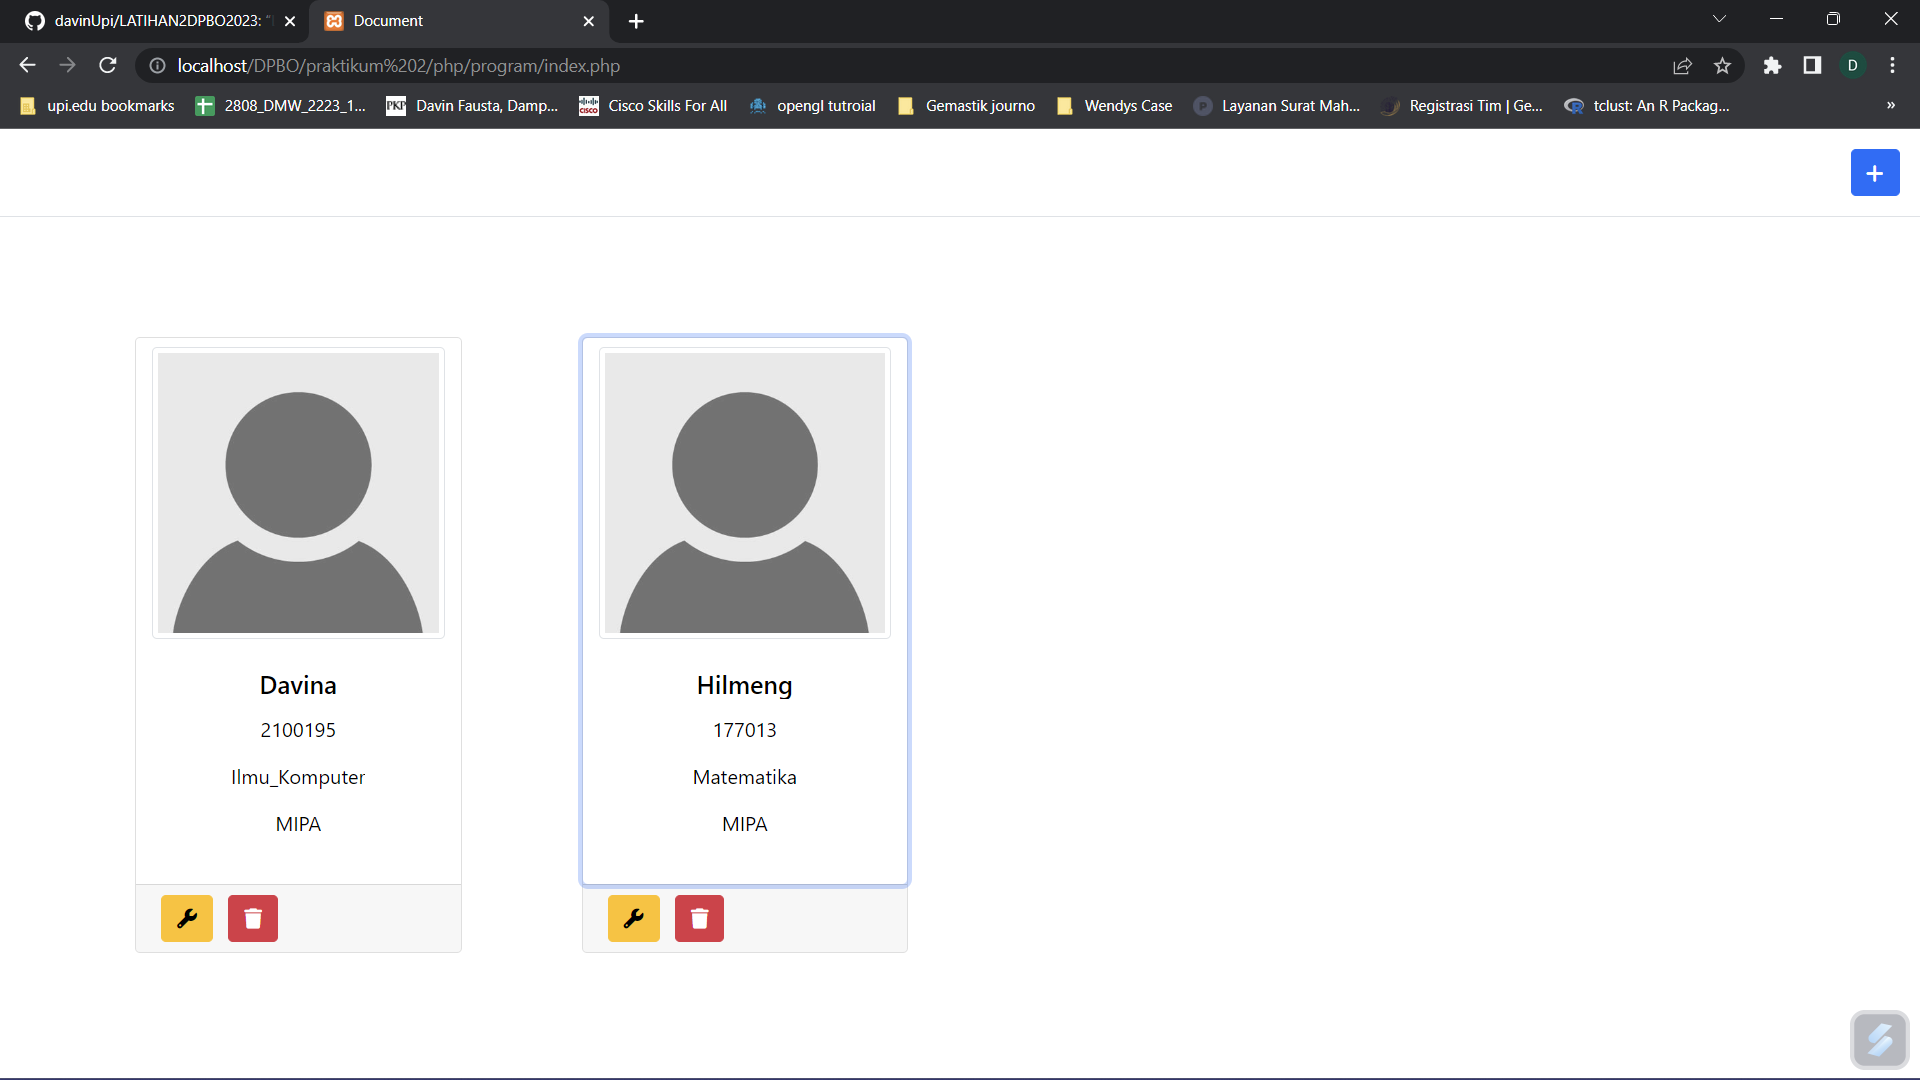 davinUpi/LATIHAN2DPBO2023: "
Document
localhost/DPBO/praktikum%202/php/program/index.php
D
upi.edu bookmarks
2808_DMW_2223_1...
PKP
Davin Fausta, Damp...
CISCO
Cisco Skills For All
opengl tutroial
Gemastik journo
Wendys Case
P
Layanan Surat Mah...
Registrasi Tim | Ge...
R
tclust: An R Packag...
»
+
Davina
2100195
Ilmu_Komputer
MIPA
Hilmeng
177013
Matematika
MIPA